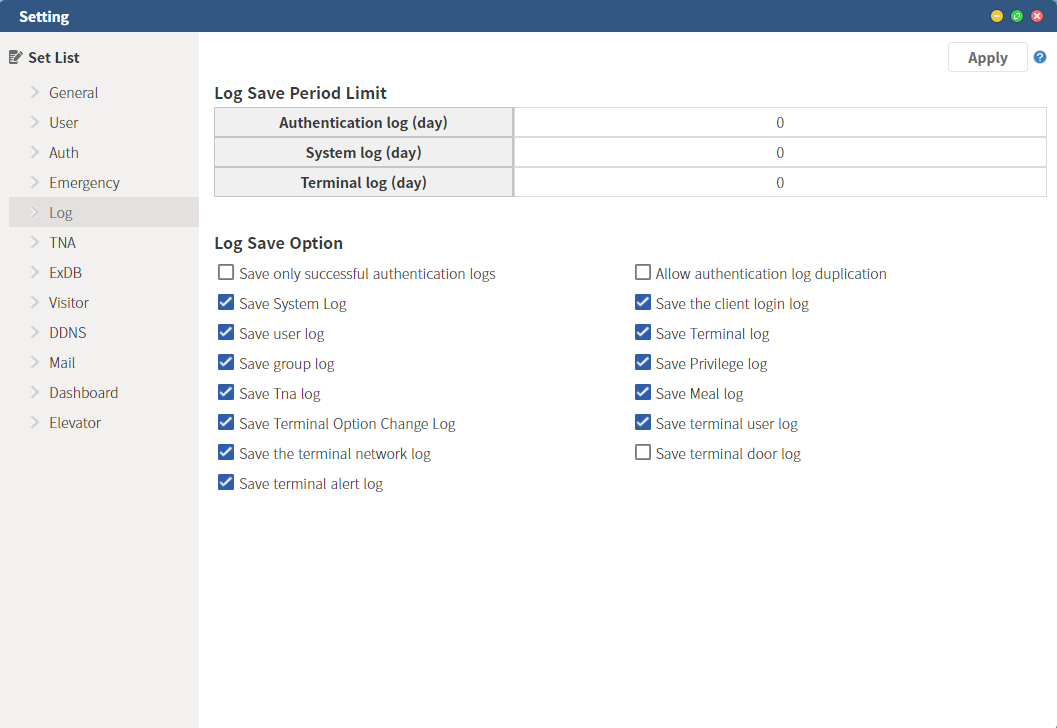 Setting
Set List
General
User
Auth
Emergency
Log
TNA
ExDB
Visitor
DDNS
Mail
Dashboard
Elevator
Apply
Log Save Period Limit
Authentication log (day) 0
System log (day) 0
Terminal log (day) 0
Log Save Option
Save only successful authentication logs Allow authentication log duplication
Save System Log Save the client login log
Save user log Save Terminal log
Save group log Save Privilege log
Save Tna log Save Meal log
Save Terminal Option Change Log Save terminal user log
Save the terminal network log Save terminal door log
Save terminal alert log